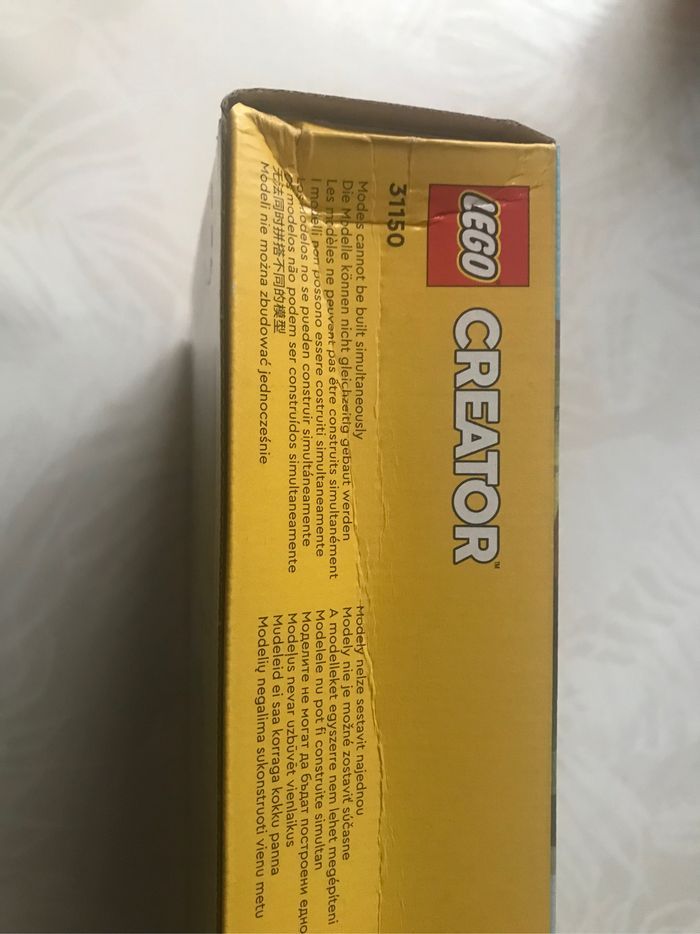 LEGO CREATOR™
31150
Models cannot be built simultaneously
Die Modelle können nicht gleichzeitig gebaut werden
Les modèles ne peuvent pas être construits simultanément
I modelli non possono essere costruiti simultaneamente
Los modelos no se pueden construir simultáneamente
Os modelos não podem ser construídos simultaneamente
无法同时拼搭不同的模型
Modeli nie można zbudować jednocześnie
Modely nelze sestavit najednou
Modely nie je možné zostaviť súčasne
A modelleket egyszerre nem lehet megépíteni
Modelele nu pot fi construite simultan
Моделите не могат да бъдат построени едно
Modeļus nevar uzbūvēt vienlaikus
Mudeleid ei saa korraga kokku panna
Modelių negalima sukonstruoti vienu metu